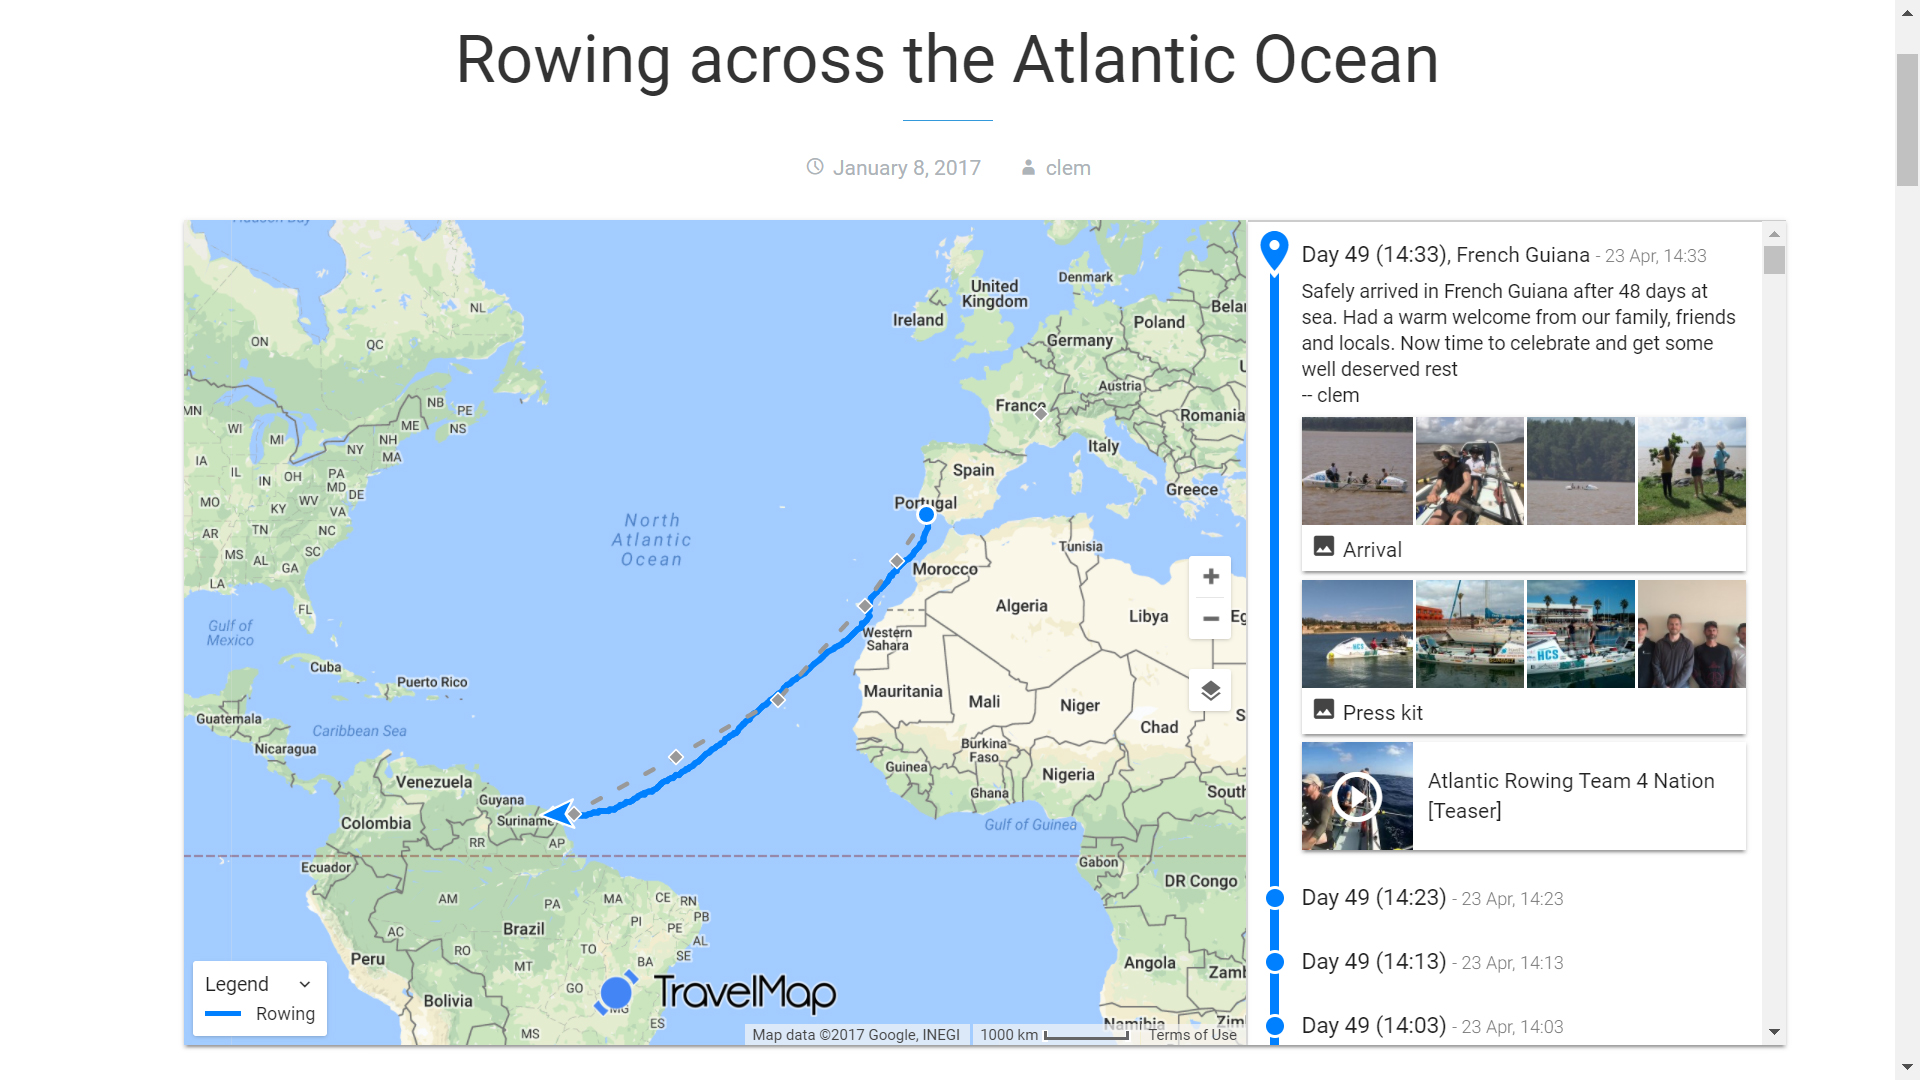 Rowing across the Atlantic Ocean
January 8, 2017 clem
Day 49 (14:33), French Guiana - 23 Apr, 14:33
Safely arrived in French Guiana after 48 days at
sea. Had a warm welcome from our family, friends
and locals. Now time to celebrate and get some
well deserved rest
-- clem
Arrival
Press kit
HCS
Atlantic Rowing Team 4 Nation
[Teaser]
Day 49 (14:23) - 23 Apr, 14:23
Day 49 (14:13) - 23 Apr, 14:13
Day 49 (14:03) - 23 Apr, 14:03
Hudson Bay
NL
ON
QC
NB
PE
NS
ME
MN
WI
MI
NY
NH
MA
IA
IL
IN
OH
PA
MD
DE
MO
KY
WV
VA
AR
TN
NC
MS
AL
GA
SC
LA
FL
Gulf of
Mexico
Cuba
Puerto Rico
Guatemala
Caribbean Sea
Nicaragua
Venezuela
Guyana
Suriname
Colombia
RR
AP
Ecuador
AM
PA
MA
CE
RN
PB
PI
PE
AL
SE
AC
RO
TO
BA
Brazil
MT
Peru
GO
MG
ES
Bolivia
MS
North
Atlantic
Ocean
United
Kingdom
Ireland
Denmark
Belar
Poland
Germany
Austria
France
Romania
Italy
Spain
Portugal
Greece
Tunisia
Morocco
Algeria
Libya
Eg
Western
Sahara
Mauritania
Mali
Niger
Chad
S
Burkina
Faso
Guinea
Nigeria
Ghana
South
Gulf of Guinea
Gabon
DR Congo
Angola
Zamb
Namibia
Zim
Legend
Rowing
TravelMap
Map data ©2017 Google, INEGI 1000 km Terms of Use